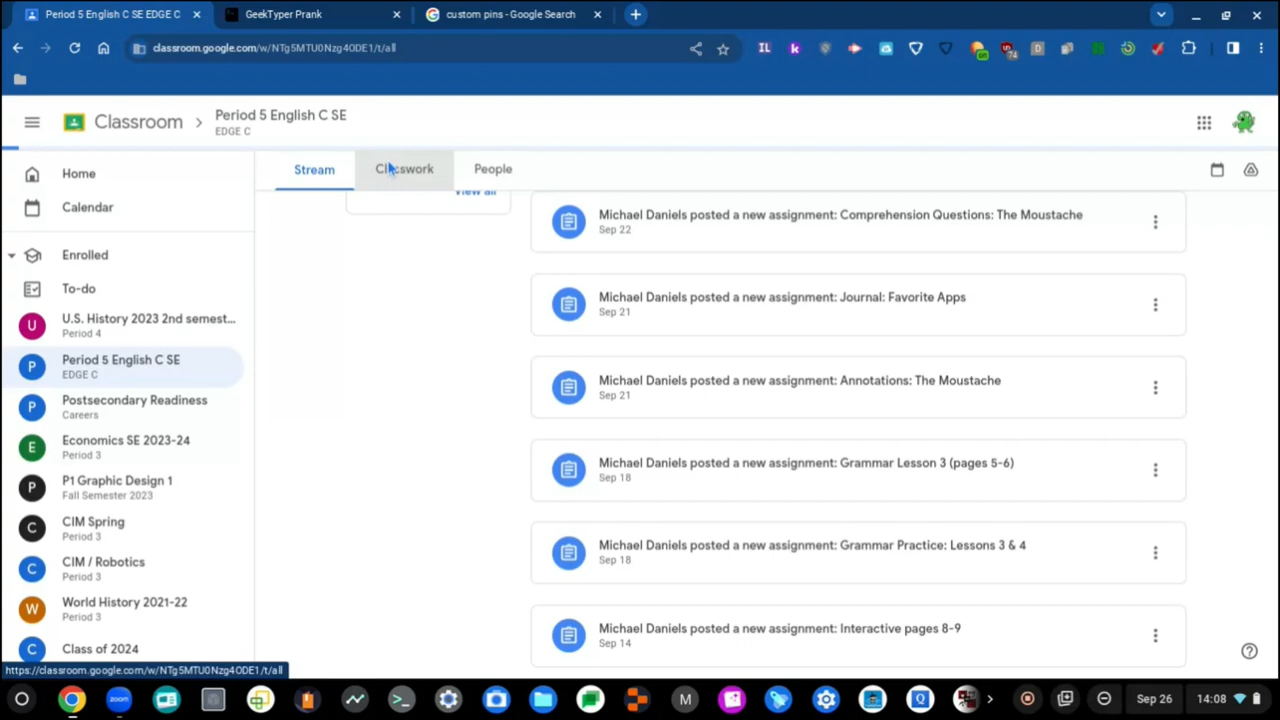 Period 5 English C SE EDGE C
GeekTyper Prank
custom pins - Google Search
classroom.google.com/w/NTg5MTU0Nzg4ODE1/t/all
Classroom
Period 5 English C SE
EDGE C
Stream
Classwork
People
Home
Calendar
Enrolled
To-do
U.S. History 2023 2nd semest...
Period 4
Period 5 English C SE
EDGE C
Postsecondary Readiness
Careers
Economics SE 2023-24
Period 3
P1 Graphic Design 1
Fall Semester 2023
CIM Spring
Period 3
CIM / Robotics
Period 3
World History 2021-22
Period 3
Class of 2024
View all
Michael Daniels posted a new assignment: Comprehension Questions: The Moustache
Sep 22
Michael Daniels posted a new assignment: Journal: Favorite Apps
Sep 21
Michael Daniels posted a new assignment: Annotations: The Moustache
Sep 21
Michael Daniels posted a new assignment: Grammar Lesson 3 (pages 5-6)
Sep 18
Michael Daniels posted a new assignment: Grammar Practice: Lessons 3 & 4
Sep 18
Michael Daniels posted a new assignment: Interactive pages 8-9
Sep 14
https://classroom.google.com/w/NTg5MTU0Nzg4ODE1/t/all
zoom
Sep 26
14:08